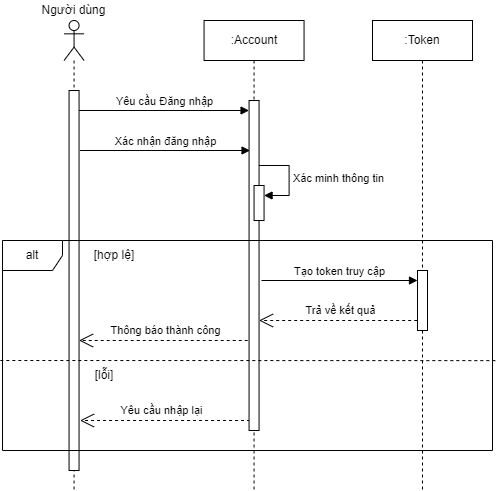 Người dùng
:Account
:Token
Yêu cầu Đăng nhập
Xác nhận đăng nhập
Xác minh thông tin
alt
[hợp lệ]
Tạo token truy cập
Trả về kết quả
Thông báo thành công
[lỗi]
Yêu cầu nhập lại